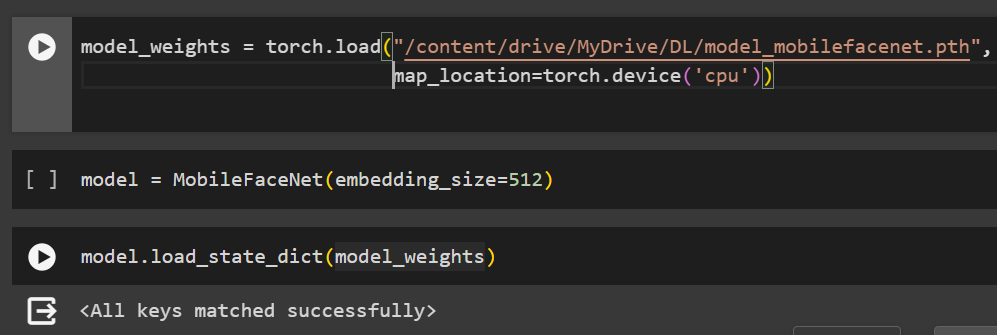 model_weights = torch.load("/content/drive/MyDrive/DL/model_mobilefacenet.pth",
map_location=torch.device('cpu'))
[ ] model = MobileFaceNet(embedding_size=512)
model.load_state_dict(model_weights)
<All keys matched successfully>